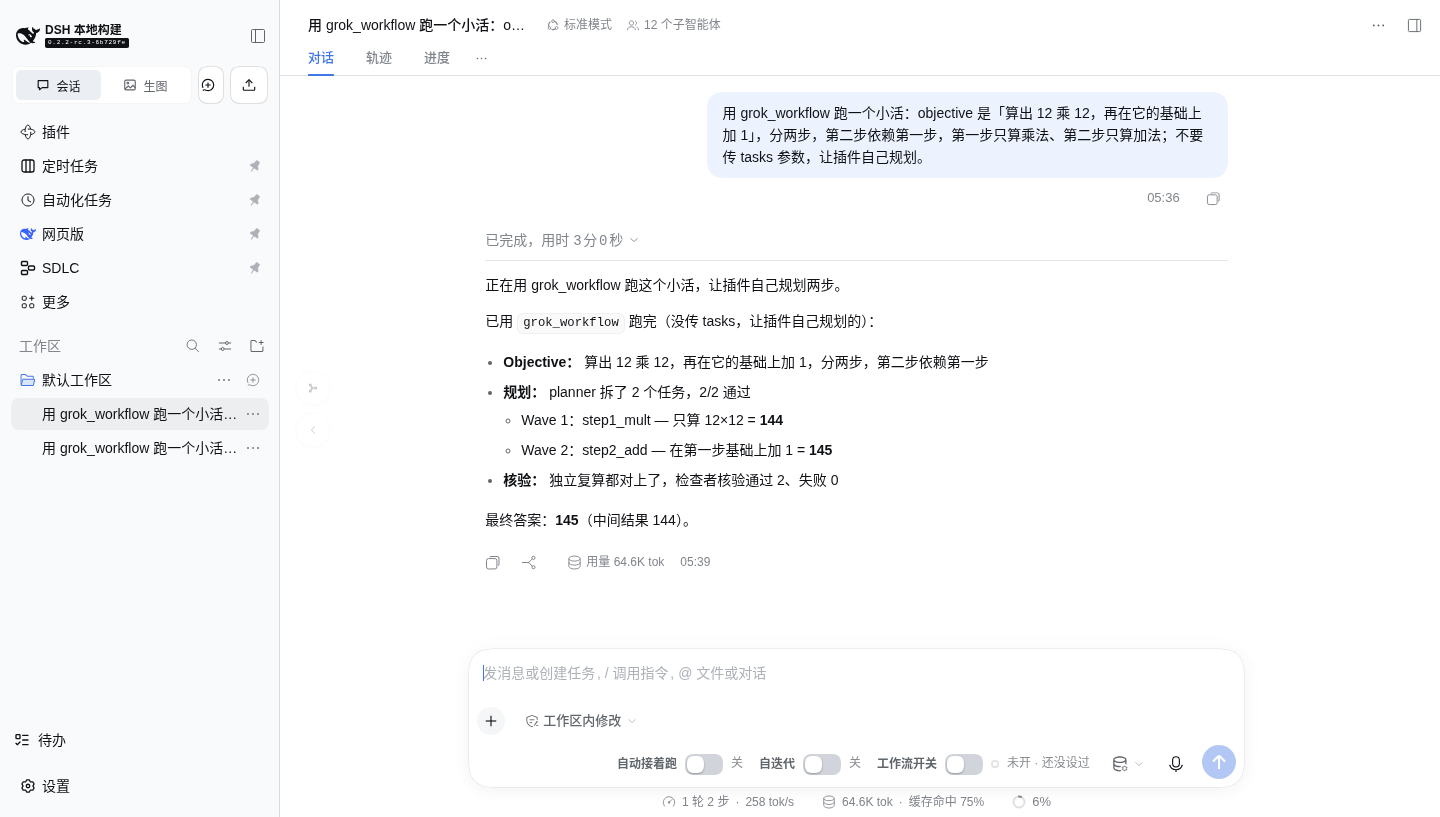 DSH 本地构建
0.2.2-rc.3-6b729fe
会话
生图
插件
定时任务
自动化任务
网页版
SDLC
更多
工作区
默认工作区
用 grok_workflow 跑一个小活…
用 grok_workflow 跑一个小活…
待办
设置
用 grok_workflow 跑一个小活：o…
标准模式
12 个子智能体
对话
轨迹
进度
用 grok_workflow 跑一个小活：objective 是「算出 12 乘 12，再在它的基础上
加 1」，分两步，第二步依赖第一步，第一步只算乘法、第二步只算加法；不要
传 tasks 参数，让插件自己规划。
05:36
已完成，用时 3分0秒
正在用 grok_workflow 跑这个小活，让插件自己规划两步。
已用 grok_workflow 跑完（没传 tasks，让插件自己规划的）：
• Objective： 算出 12 乘 12，再在它的基础上加 1，分两步，第二步依赖第一步
• 规划： planner 拆了 2 个任务，2/2 通过
◦ Wave 1：step1_mult — 只算 12×12 = 144
◦ Wave 2：step2_add — 在第一步基础上加 1 = 145
• 核验： 独立复算都对上了，检查者核验通过 2、失败 0
最终答案：145（中间结果 144）。
用量 64.6K tok
05:39
发消息或创建任务，/ 调用指令，@ 文件或对话
工作区内修改
自动接着跑
关
自迭代
关
工作流开关
未开 · 还没设过
1 轮 2 步 · 258 tok/s
64.6K tok · 缓存命中 75%
6%